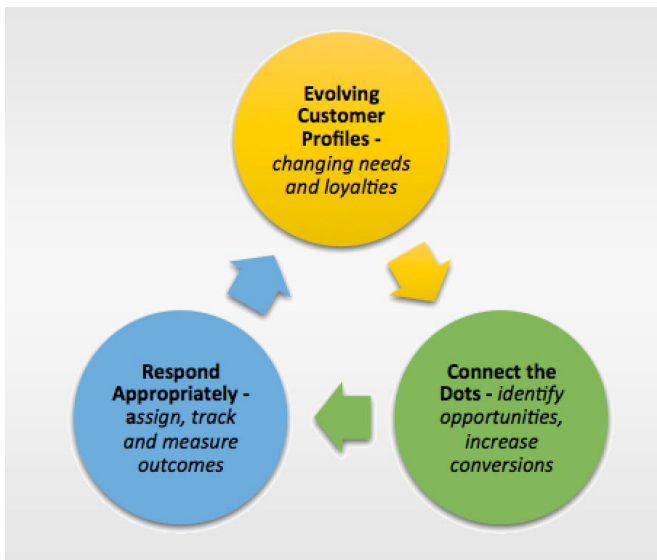 Evolving
Customer
Profiles -
changing needs
and loyalties
Connect the
Dots - identify
opportunities,
increase
conversions
Respond
Appropriately -
assign, track
and measure
outcomes